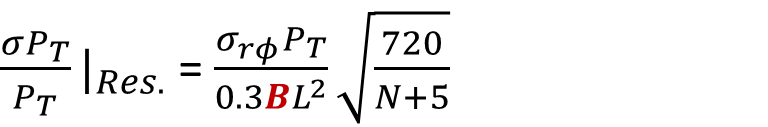 σP_T/P_T |_Res. = σ_rϕ P_T/0.3BL² √(720/(N+5))